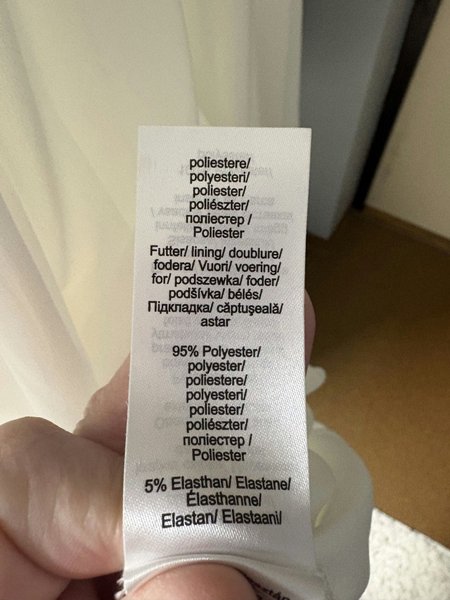 poliestere/
polyesteri/
poliester/
poliészter/
поліестер /
Poliester
Futter/ lining/ doublure/
fodera/ Vuori/ voering/
for/ podszewka/ foder/
podšívka/ bélés/
Підкладка/ căptuşeală/
astar
95% Polyester/
polyester/
poliestere/
polyesteri/
poliester/
poliészter/
поліестер /
Poliester
5% Elasthan/ Elastane/
Élasthanne/
Elastan/ Elastaani/